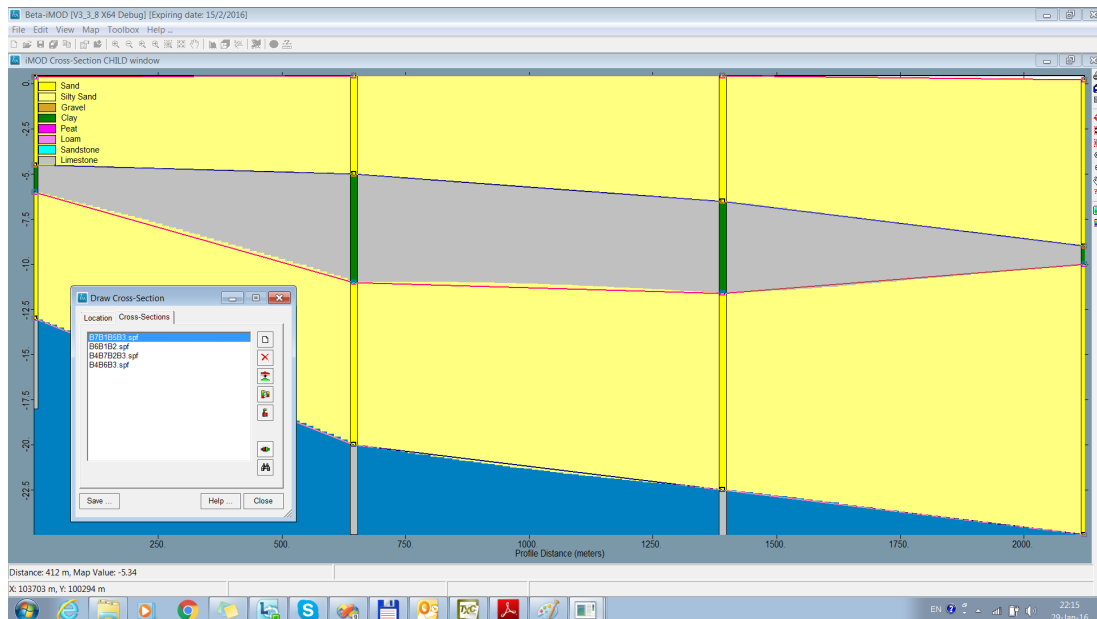 Beta-iMOD [V3_3_8 X64 Debug] [Expiring date: 15/2/2016]
File Edit View Map Toolbox Help ..
iMOD Cross-Section CHILD window
Sand
Silty Sand
Gravel
Clay
Peat
Loam
Sandstone
Limestone
0.
-2.5
-5.
-7.5
-10.
-12.5
-15.
-17.5
-20.
-22.5
Draw Cross-Section
Location Cross-Sections
B7B1B5B3.spf
B6B1B2.spf
B4B7B2B3.spf
B4B6B3.spf
Save ... Help ... Close
250. 500. 750. 1000. 1250. 1500. 1750. 2000.
Profile Distance (meters)
Distance: 412 m, Map Value: -5.34
X: 103703 m, Y: 100294 m
EN 22:15
29-Jan-16